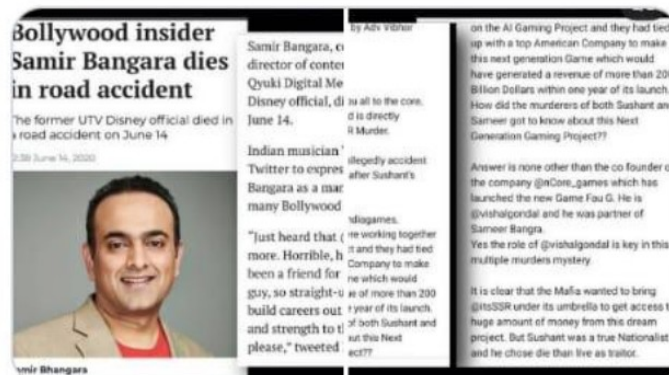 Bollywood insider
Samir Bangara dies
in road accident
The former UTV Disney official died in
a road accident on June 14
2:38 June 14, 2020
Samir Bhangara
Samir Bangara, c
director of conter
Qyuki Digital Me
Disney official, di
June 14.
Indian musician
Twitter to expres
Bangara as a mar
many Bollywood
"Just heard that
more. Horrible, h
been a friend for
guy, so straight-u
build careers out
and strength to tl
please," tweeted
by Adv Vibhor
u all to the core.
d is directly
R Murder.
llegedly accident
after Sushant's
ndiagames.
re working together
t and they had tied
Company to make
ne which would
e of more than 200
year of its launch.
of both Sushant and
ut this Next
ect??
on the AI Gaming Project and they had tied
up with a top American Company to make
this next generation Game which would
have generated a revenue of more than 200
Billion Dollars within one year of its launch.
How did the murderers of both Sushant and
Sameer got to know about this Next
Generation Gaming Project??
Answer is none other than the co founder o
the company @nCore_games which has
launched the new Game Fau G. He is
@vishalgondal and he was partner of
Sameer Bangra.
Yes the role of @vishalgondal is key in this
multiple murders mystery.
It is clear that the Mafia wanted to bring
@itsSSR under its umbrella to get access t
huge amount of money from this dream
project. But Sushant was a true Nationalist
and he chose die than live as traitor.